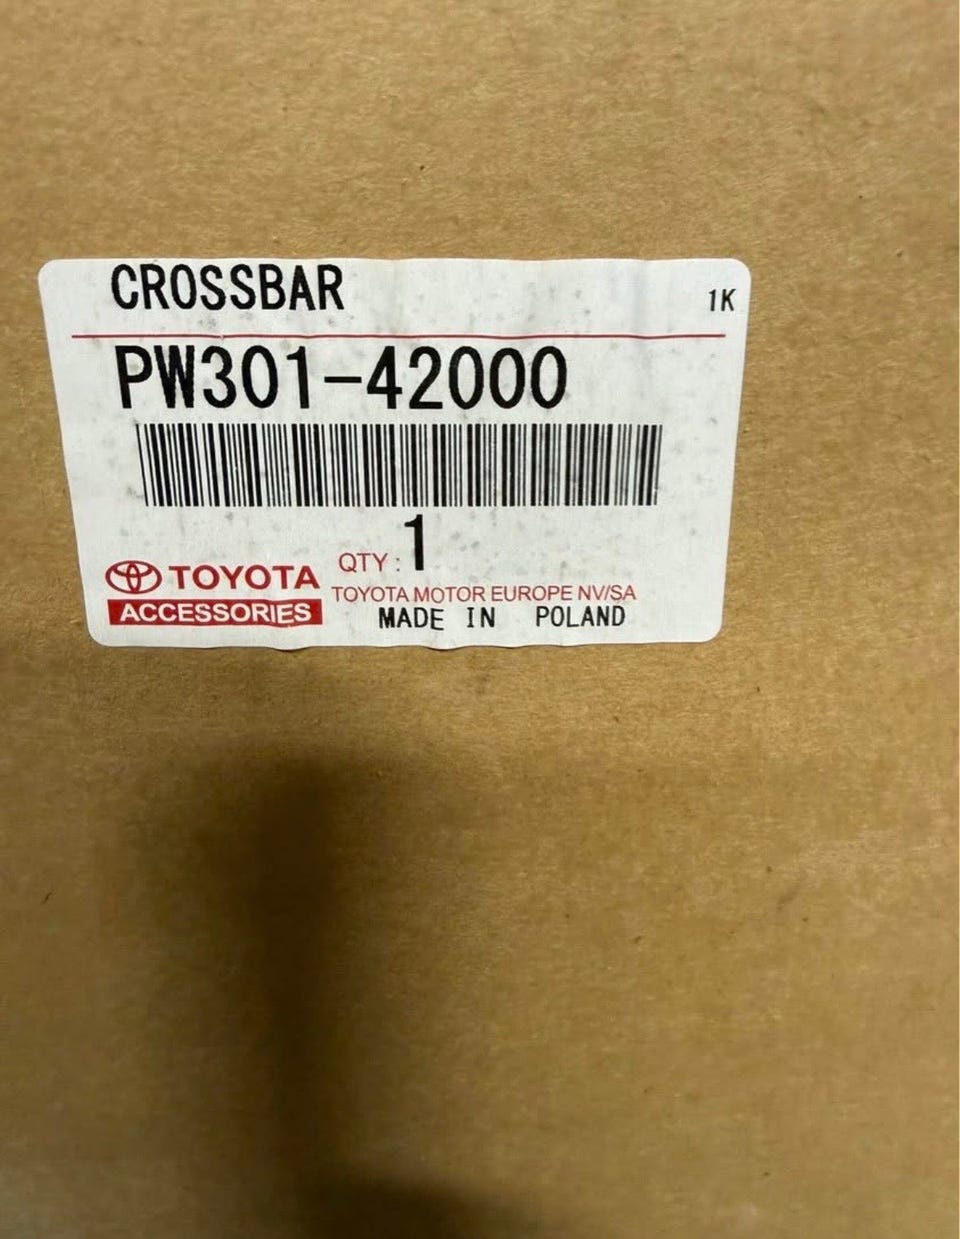 CROSSBAR
1K
PW301-42000
QTY: 1
TOYOTA
ACCESSORIES
TOYOTA MOTOR EUROPE NV/SA
MADE IN POLAND